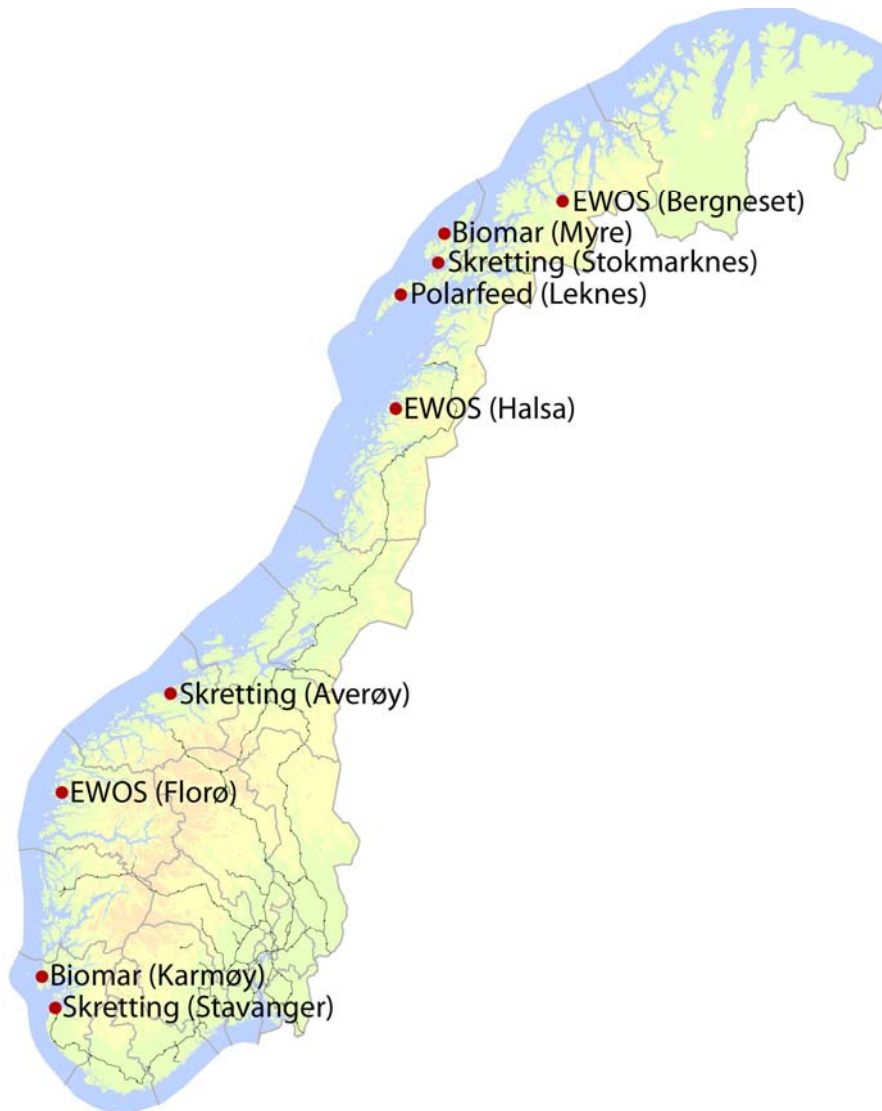 EWOS (Bergneset)
Biomar (Myre)
Skretting (Stokmarknes)
Polarfeed (Leknes)
EWOS (Halsa)
Skretting (Averøy)
EWOS (Florø)
Biomar (Karmøy)
Skretting (Stavanger)